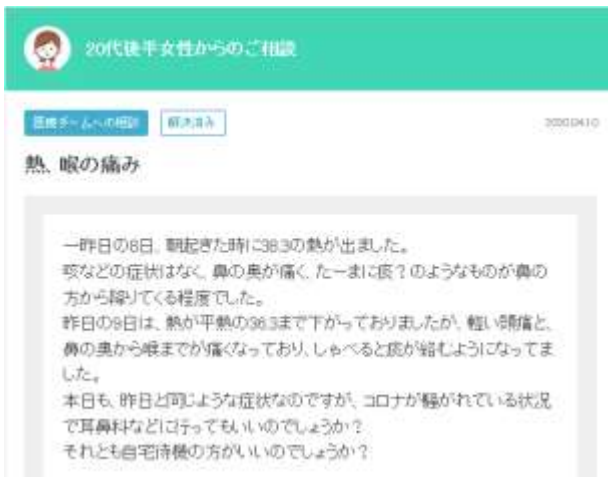 20代後半女性からのご相談
医療チームへの相談
解決済み
2020.04.10
熱、喉の痛み
一昨日の8日、朝起きた時に38.3の熱が出ました。
咳などの症状はなく、鼻の奥が痛く、たーまに痰？のようなものが鼻の
方から降りてくる程度でした。
昨日の9日は、熱が平熱の36.3まで下がっておりましたが、軽い頭痛と、
鼻の奥から喉までが痛くなっており、しゃべると痰が絡むようになってま
した。
本日も、昨日と同じような症状なのですが、コロナが騒がれている状況
で耳鼻科などに行ってもいいのでしょうか？
それとも自宅待機の方がいいのでしょうか？